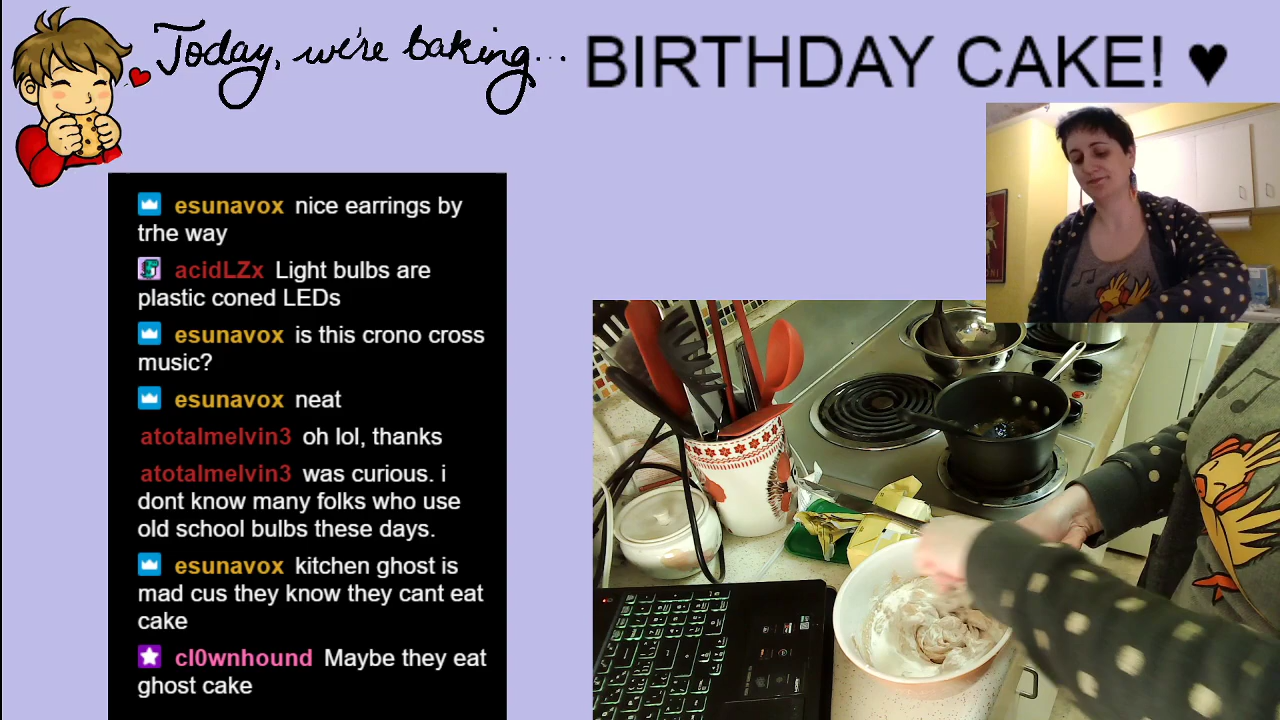 Today, we're baking... BIRTHDAY CAKE! ♥
esunavox nice earrings by
trhe way
acidLZx Light bulbs are
plastic coned LEDs
esunavox is this crono cross
music?
esunavox neat
atotalmelvin3 oh lol, thanks
atotalmelvin3 was curious. i
dont know many folks who use
old school bulbs these days.
esunavox kitchen ghost is
mad cus they know they cant eat
cake
cl0wnhound Maybe they eat
ghost cake